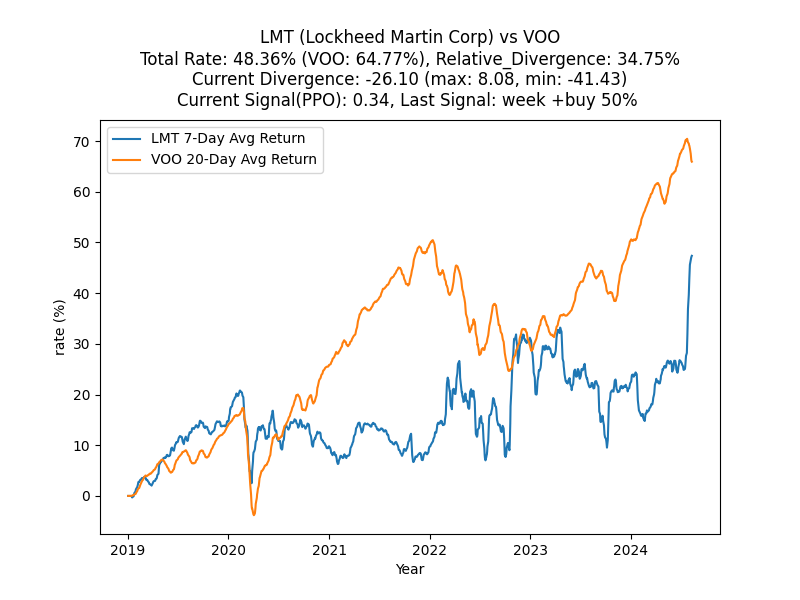 LMT (Lockheed Martin Corp) vs VOO
Total Rate: 48.36% (VOO: 64.77%), Relative_Divergence: 34.75%
Current Divergence: -26.10 (max: 8.08, min: -41.43)
Current Signal(PPO): 0.34, Last Signal: week +buy 50%
LMT 7-Day Avg Return
VOO 20-Day Avg Return
70
60
50
40
30
20
10
0
rate (%)
2019 2020 2021 2022 2023 2024
Year